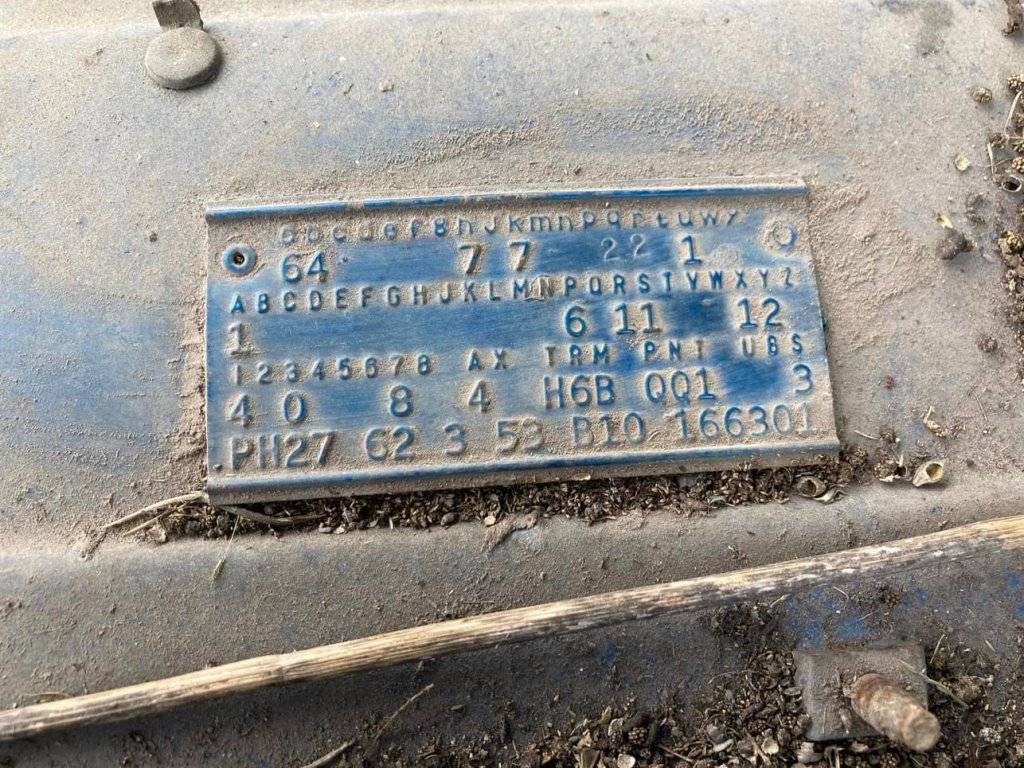 abcdefghJkmnpqrtuwy
64 7 7 22 1
ABCDEFGHJKLMNPQRSTVWXYZ
1 6 11 12
12345678 AX TRM PNT UBS
4 0 8 4 H6B QQ1 3
PH27 62 3 53 B10 166301